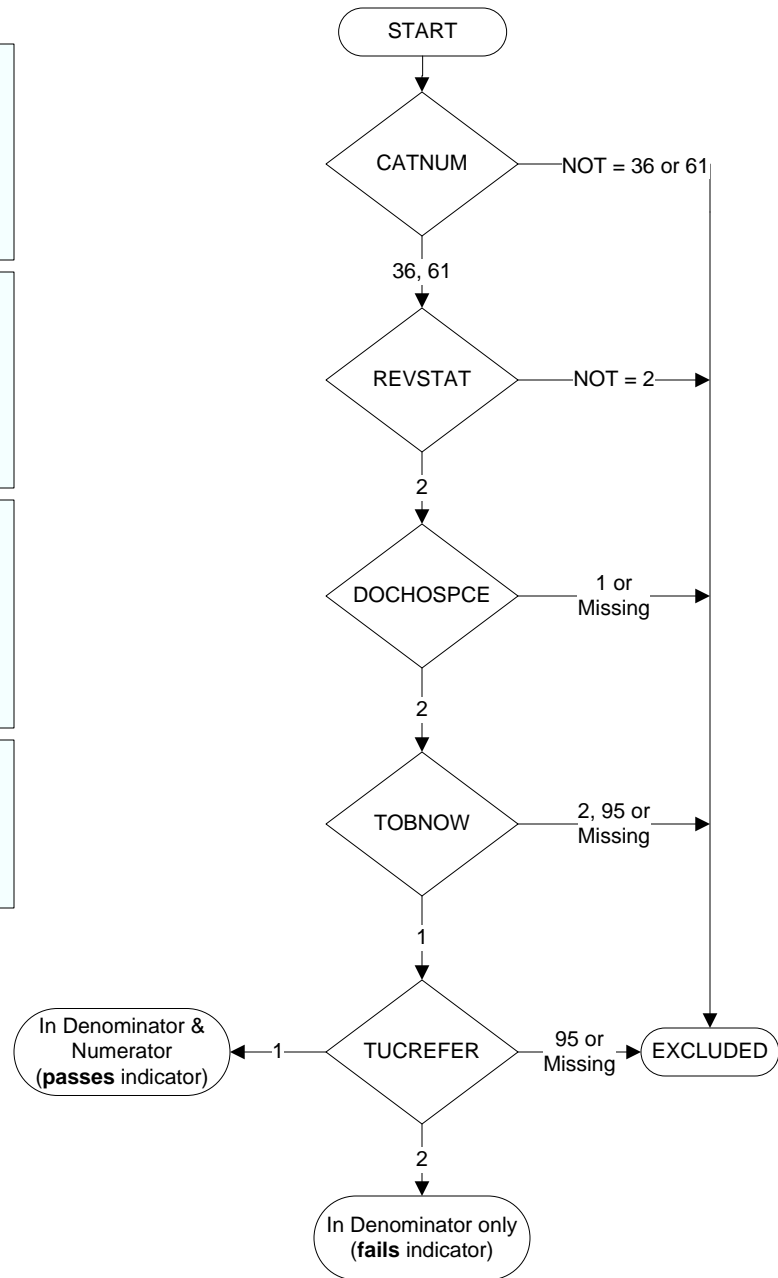 START
CATNUM
NOT = 36 or 61
36, 61
REVSTAT
NOT = 2
2
DOCHOSPCE
1 or
Missing
2
TOBNOW
2, 95 or
Missing
1
In Denominator &
Numerator
(passes indicator)
1
TUCREFER
95 or
Missing
EXCLUDED
2
In Denominator only
(fails indicator)